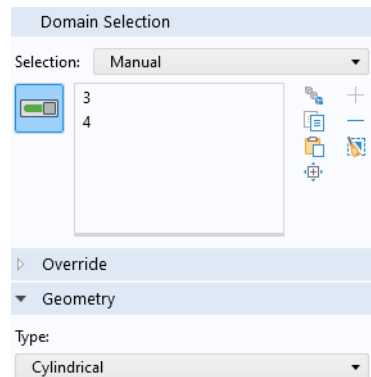 Domain Selection
Selection: Manual
3
4
Override
Geometry
Type:
Cylindrical